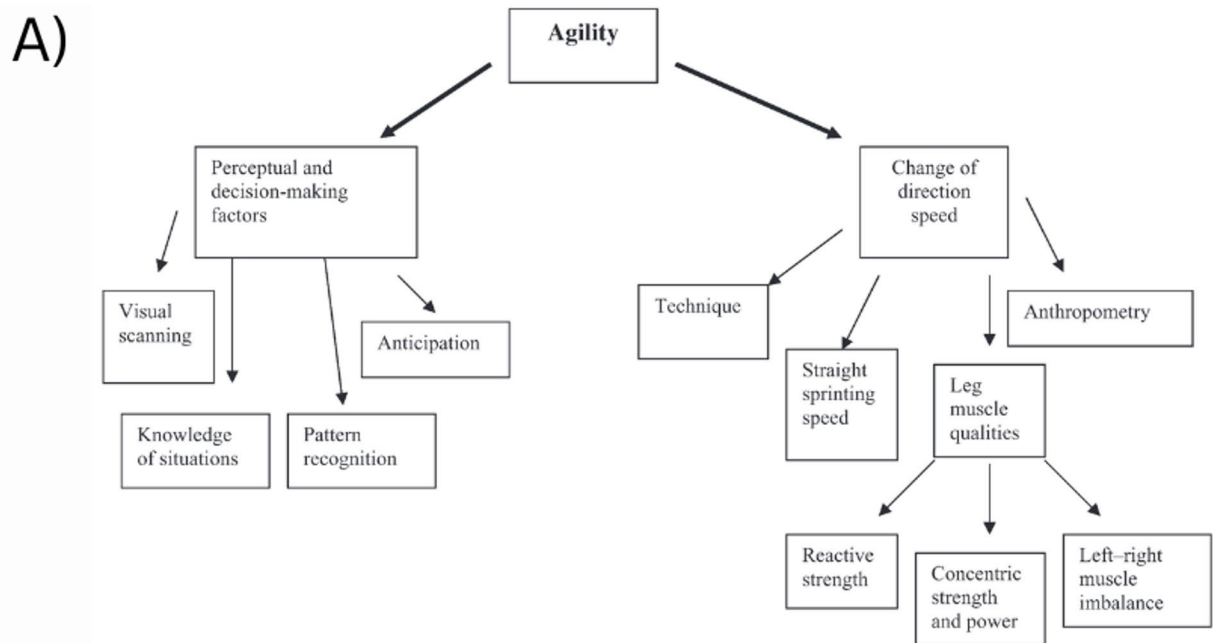 A)
Agility
Perceptual and
decision-making
factors
Change of
direction
speed
Visual
scanning
Anticipation
Knowledge
of situations
Pattern
recognition
Technique
Straight
sprinting
speed
Leg
muscle
qualities
Anthropometry
Reactive
strength
Concentric
strength
and power
Left–right
muscle
imbalance